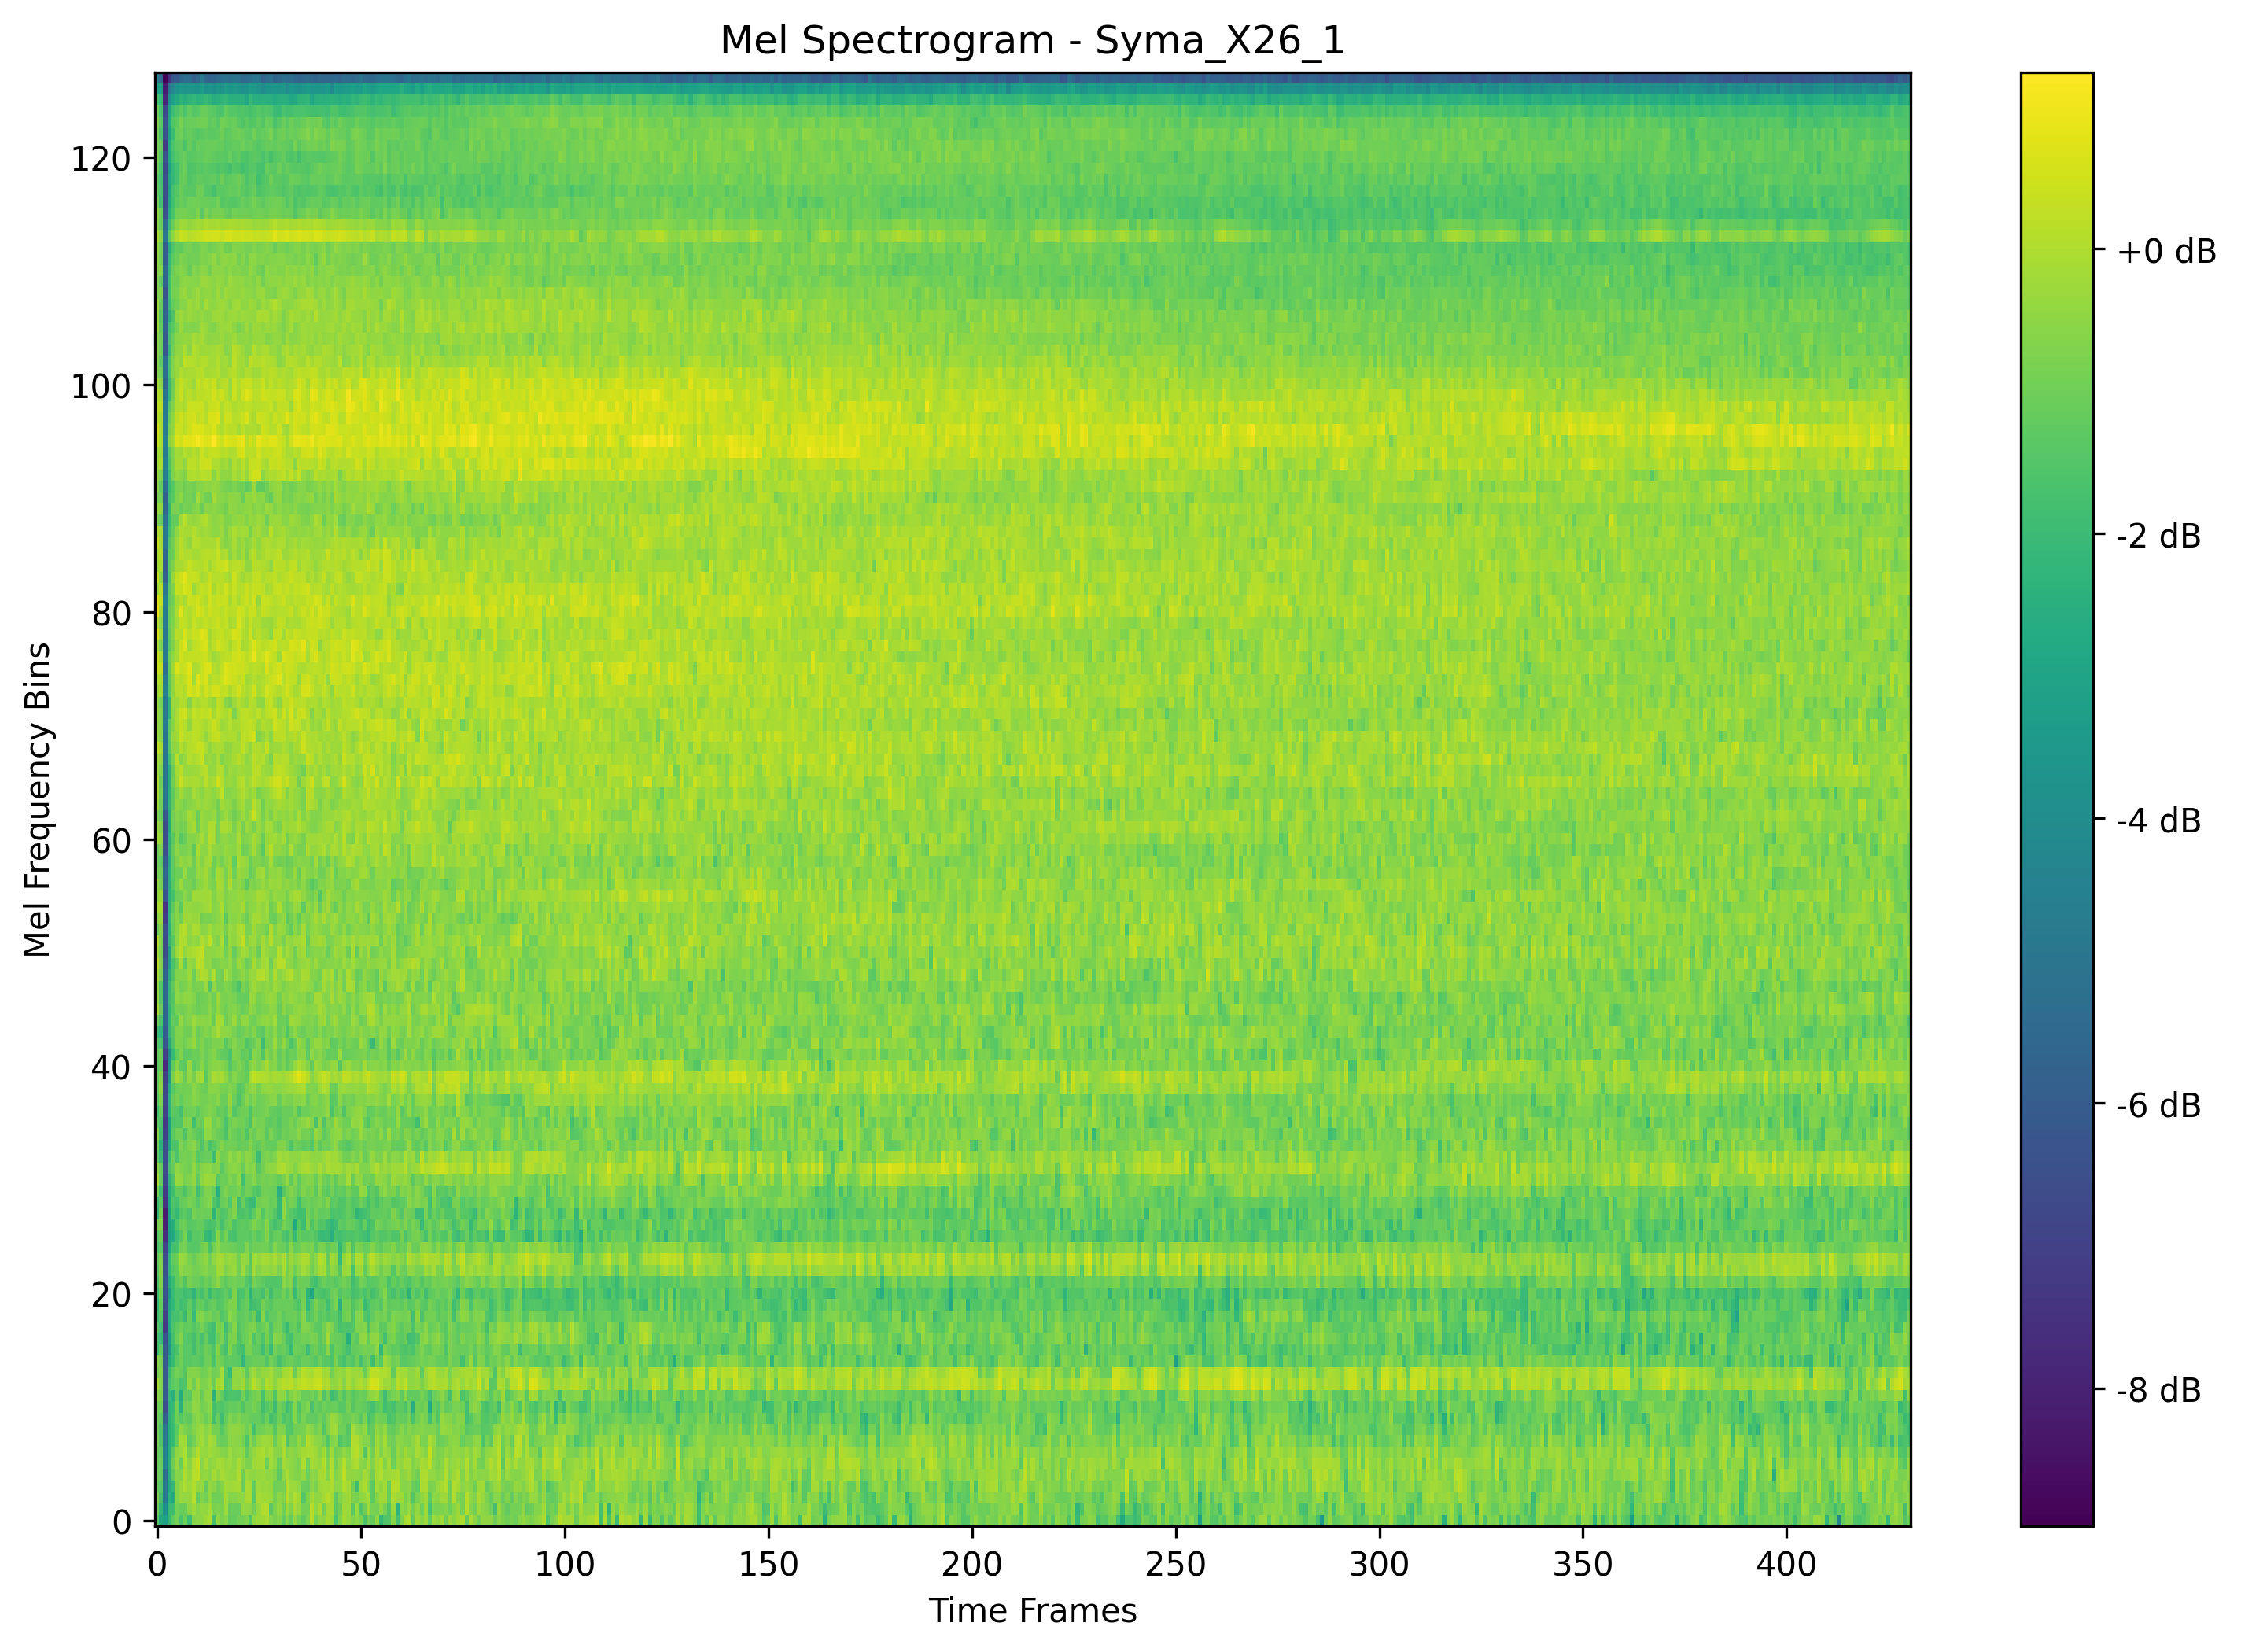 Mel Spectrogram - Syma_X26_1
Mel Frequency Bins
120
100
80
60
40
20
0
0 50 100 150 200 250 300 350 400
Time Frames
+0 dB
-2 dB
-4 dB
-6 dB
-8 dB